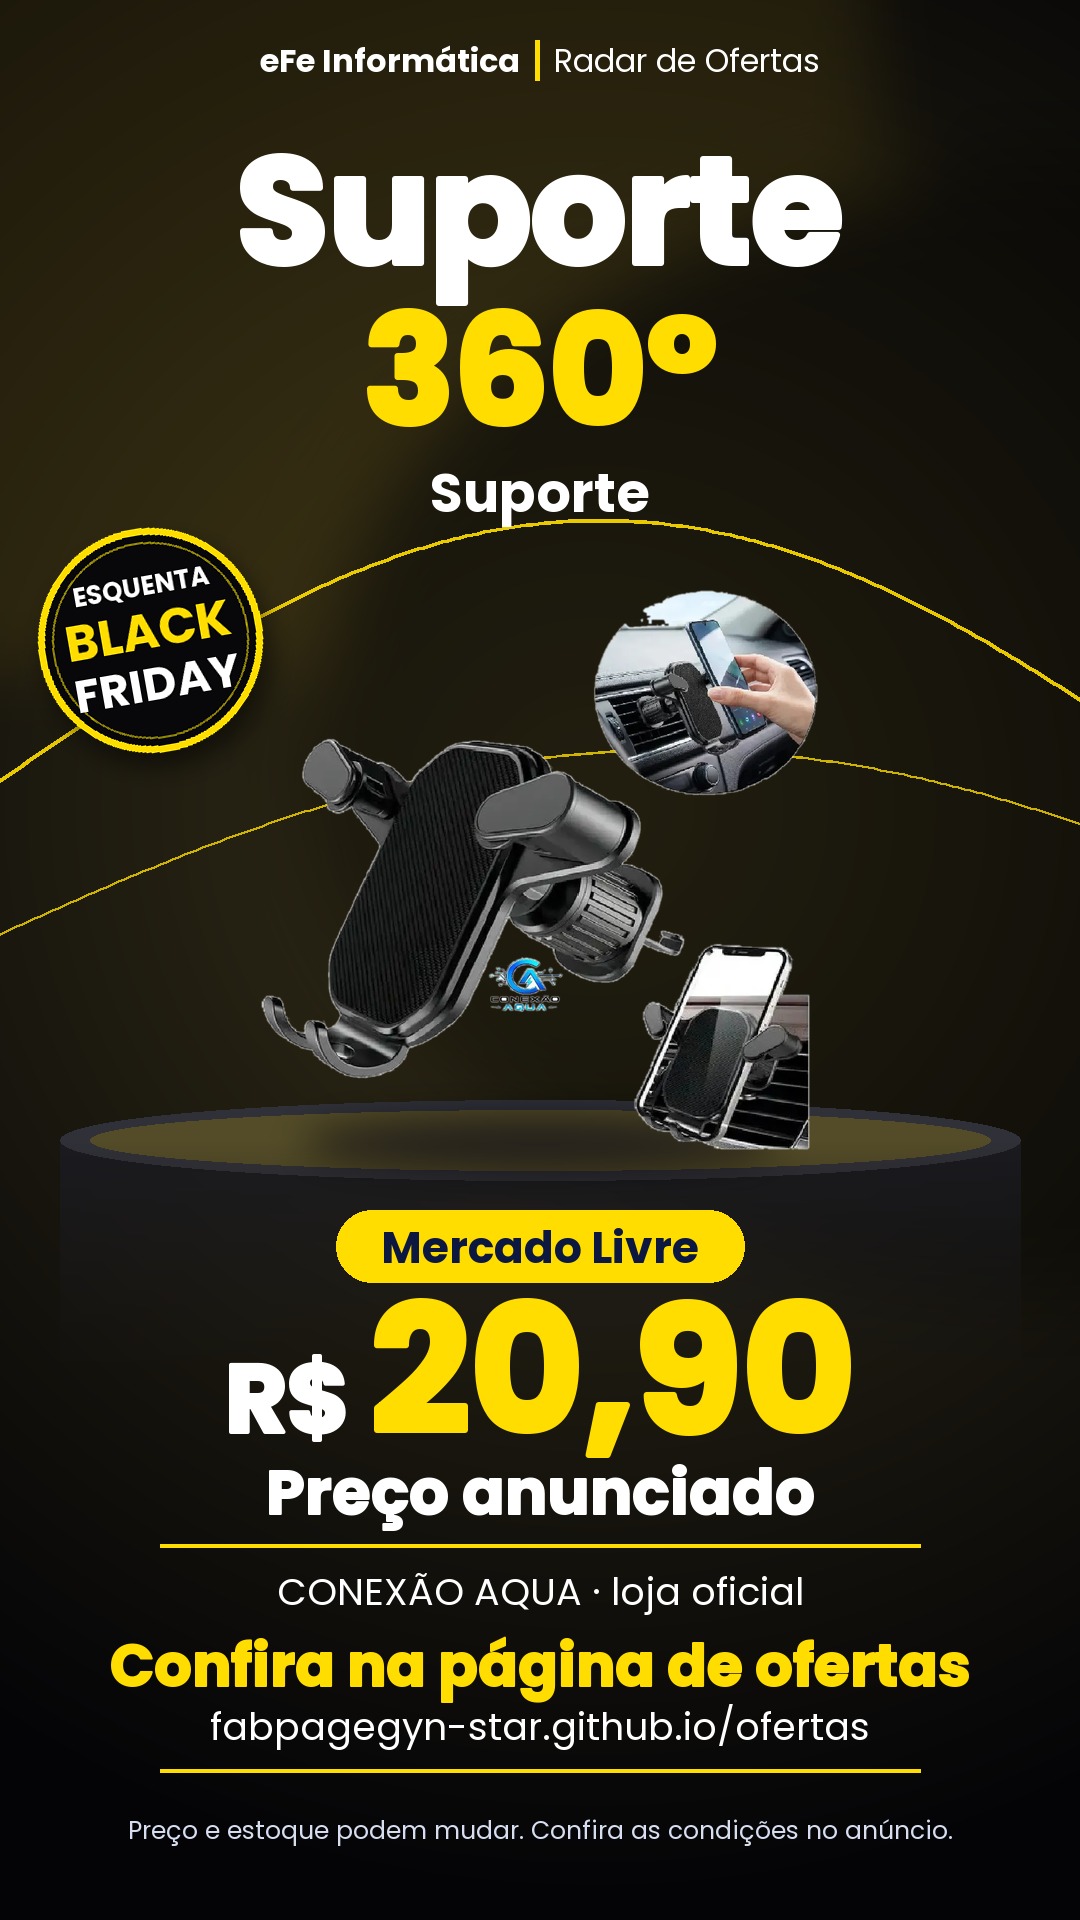 eFe Informática | Radar de Ofertas
Suporte
360º
Suporte
ESQUENTA
BLACK
FRIDAY
CONEXÃO
AQUA
Mercado Livre
R$ 20,90
Preço anunciado
CONEXÃO AQUA · loja oficial
Confira na página de ofertas
fabpagegyn-star.github.io/ofertas
Preço e estoque podem mudar. Confira as condições no anúncio.